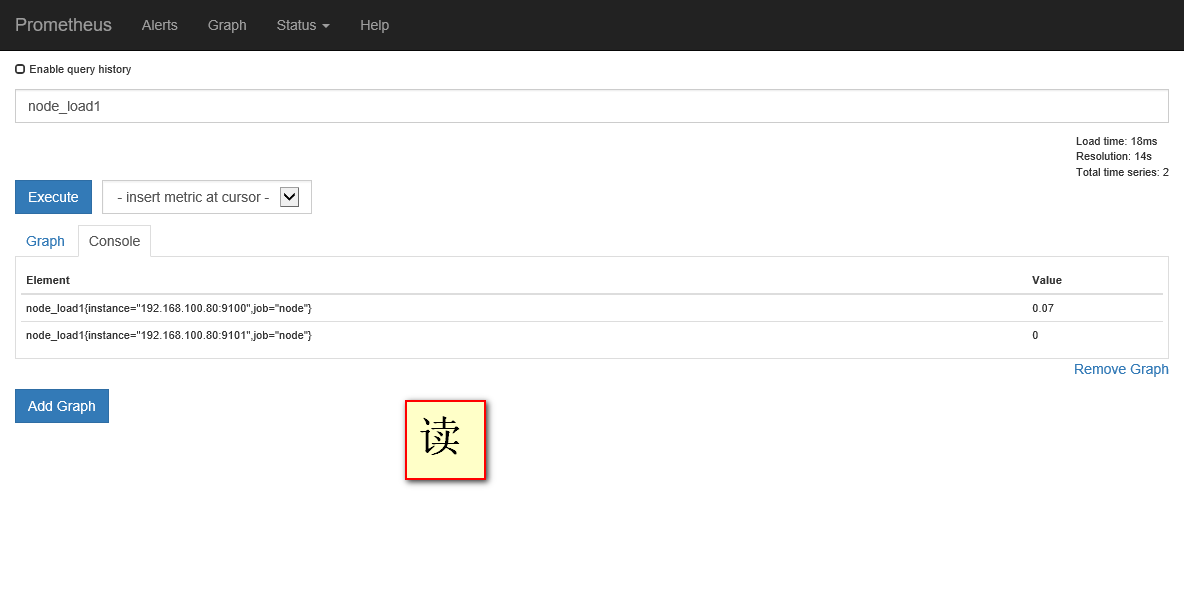 Prometheus Alerts Graph Status Help
Enable query history
node_load1
Load time: 18ms
Resolution: 14s
Total time series: 2
Execute - insert metric at cursor -
Graph Console
Element Value
node_load1{instance="192.168.100.80:9100",job="node"} 0.07
node_load1{instance="192.168.100.80:9101",job="node"} 0
Remove Graph
Add Graph
读